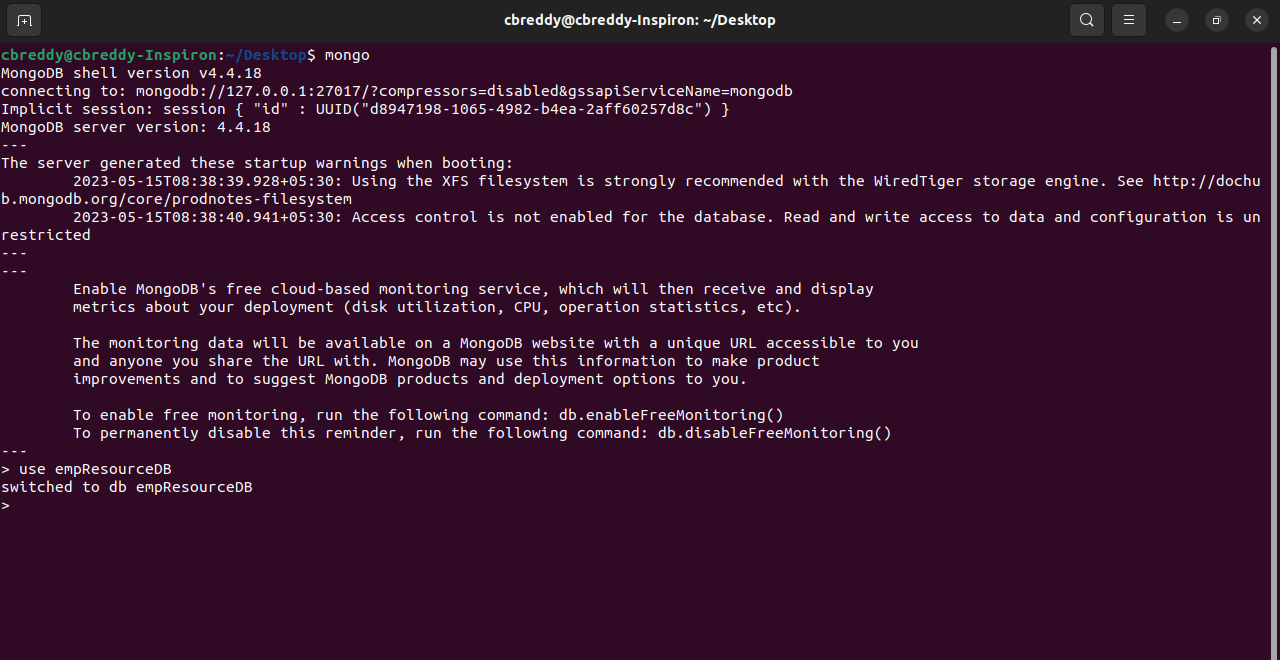 cbreddy@cbreddy-Inspiron: ~/Desktop
cbreddy@cbreddy-Inspiron:~/Desktop$ mongo
MongoDB shell version v4.4.18
connecting to: mongodb://127.0.0.1:27017/?compressors=disabled&gssapiServiceName=mongodb
Implicit session: session { "id" : UUID("d8947198-1065-4982-b4ea-2aff60257d8c") }
MongoDB server version: 4.4.18
---
The server generated these startup warnings when booting:
        2023-05-15T08:38:39.928+05:30: Using the XFS filesystem is strongly recommended with the WiredTiger storage engine. See http://dochu
b.mongodb.org/core/prodnotes-filesystem
        2023-05-15T08:38:40.941+05:30: Access control is not enabled for the database. Read and write access to data and configuration is un
restricted
---
---
        Enable MongoDB's free cloud-based monitoring service, which will then receive and display
        metrics about your deployment (disk utilization, CPU, operation statistics, etc).

        The monitoring data will be available on a MongoDB website with a unique URL accessible to you
        and anyone you share the URL with. MongoDB may use this information to make product
        improvements and to suggest MongoDB products and deployment options to you.

        To enable free monitoring, run the following command: db.enableFreeMonitoring()
        To permanently disable this reminder, run the following command: db.disableFreeMonitoring()
---
> use empResourceDB
switched to db empResourceDB
>